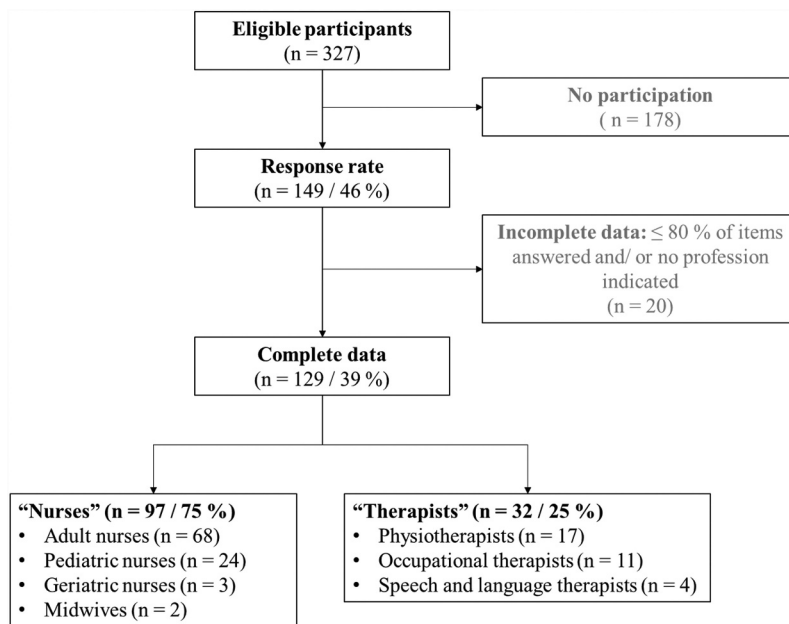 Eligible participants
(n = 327)
No participation
( n = 178)
Response rate
(n = 149 / 46 %)
Incomplete data: ≤ 80 % of items
answered and/ or no profession
indicated
(n = 20)
Complete data
(n = 129 / 39 %)
“Nurses” (n = 97 / 75 %)
• Adult nurses (n = 68)
• Pediatric nurses (n = 24)
• Geriatric nurses (n = 3)
• Midwives (n = 2)
“Therapists” (n = 32 / 25 %)
• Physiotherapists (n = 17)
• Occupational therapists (n = 11)
• Speech and language therapists (n = 4)